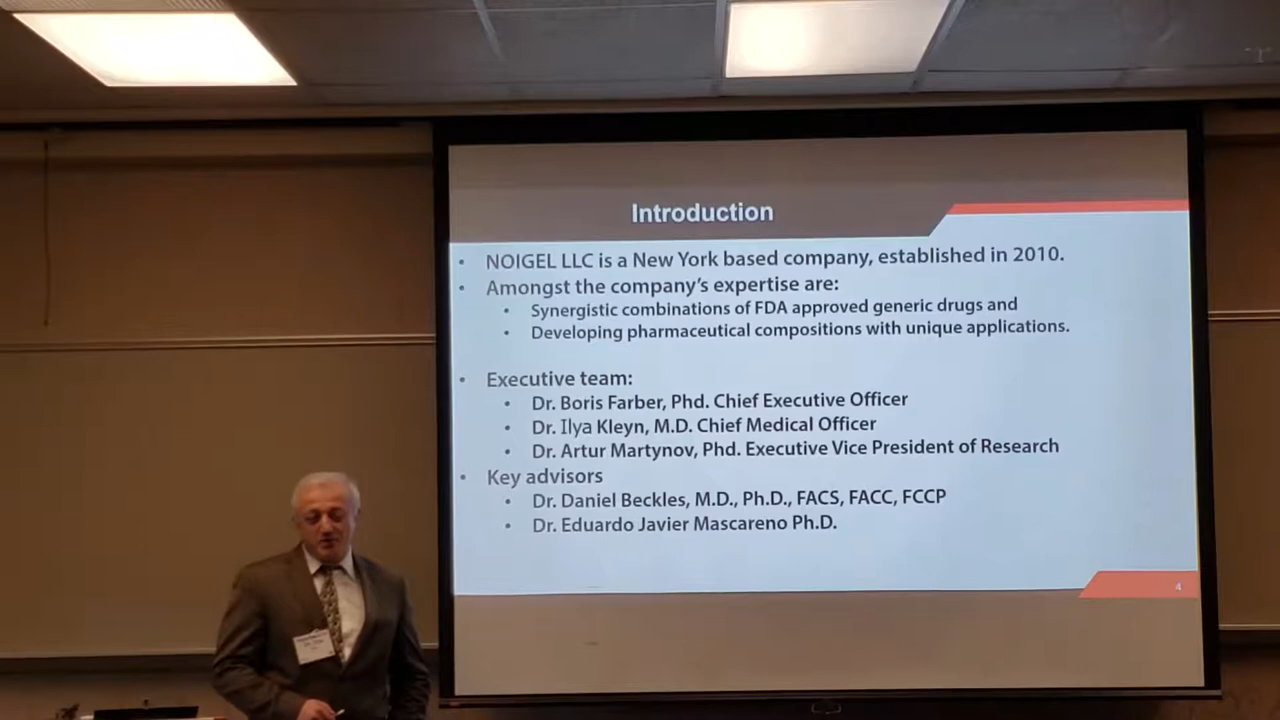 Introduction
• NOIGEL LLC is a New York based company, established in 2010.
• Amongst the company's expertise are:
• Synergistic combinations of FDA approved generic drugs and
• Developing pharmaceutical compositions with unique applications.
• Executive team:
• Dr. Boris Farber, Phd. Chief Executive Officer
• Dr. Ilya Kleyn, M.D. Chief Medical Officer
• Dr. Artur Martynov, Phd. Executive Vice President of Research
• Key advisors
• Dr. Daniel Beckles, M.D., Ph.D., FACS, FACC, FCCP
• Dr. Eduardo Javier Mascareno Ph.D.
4